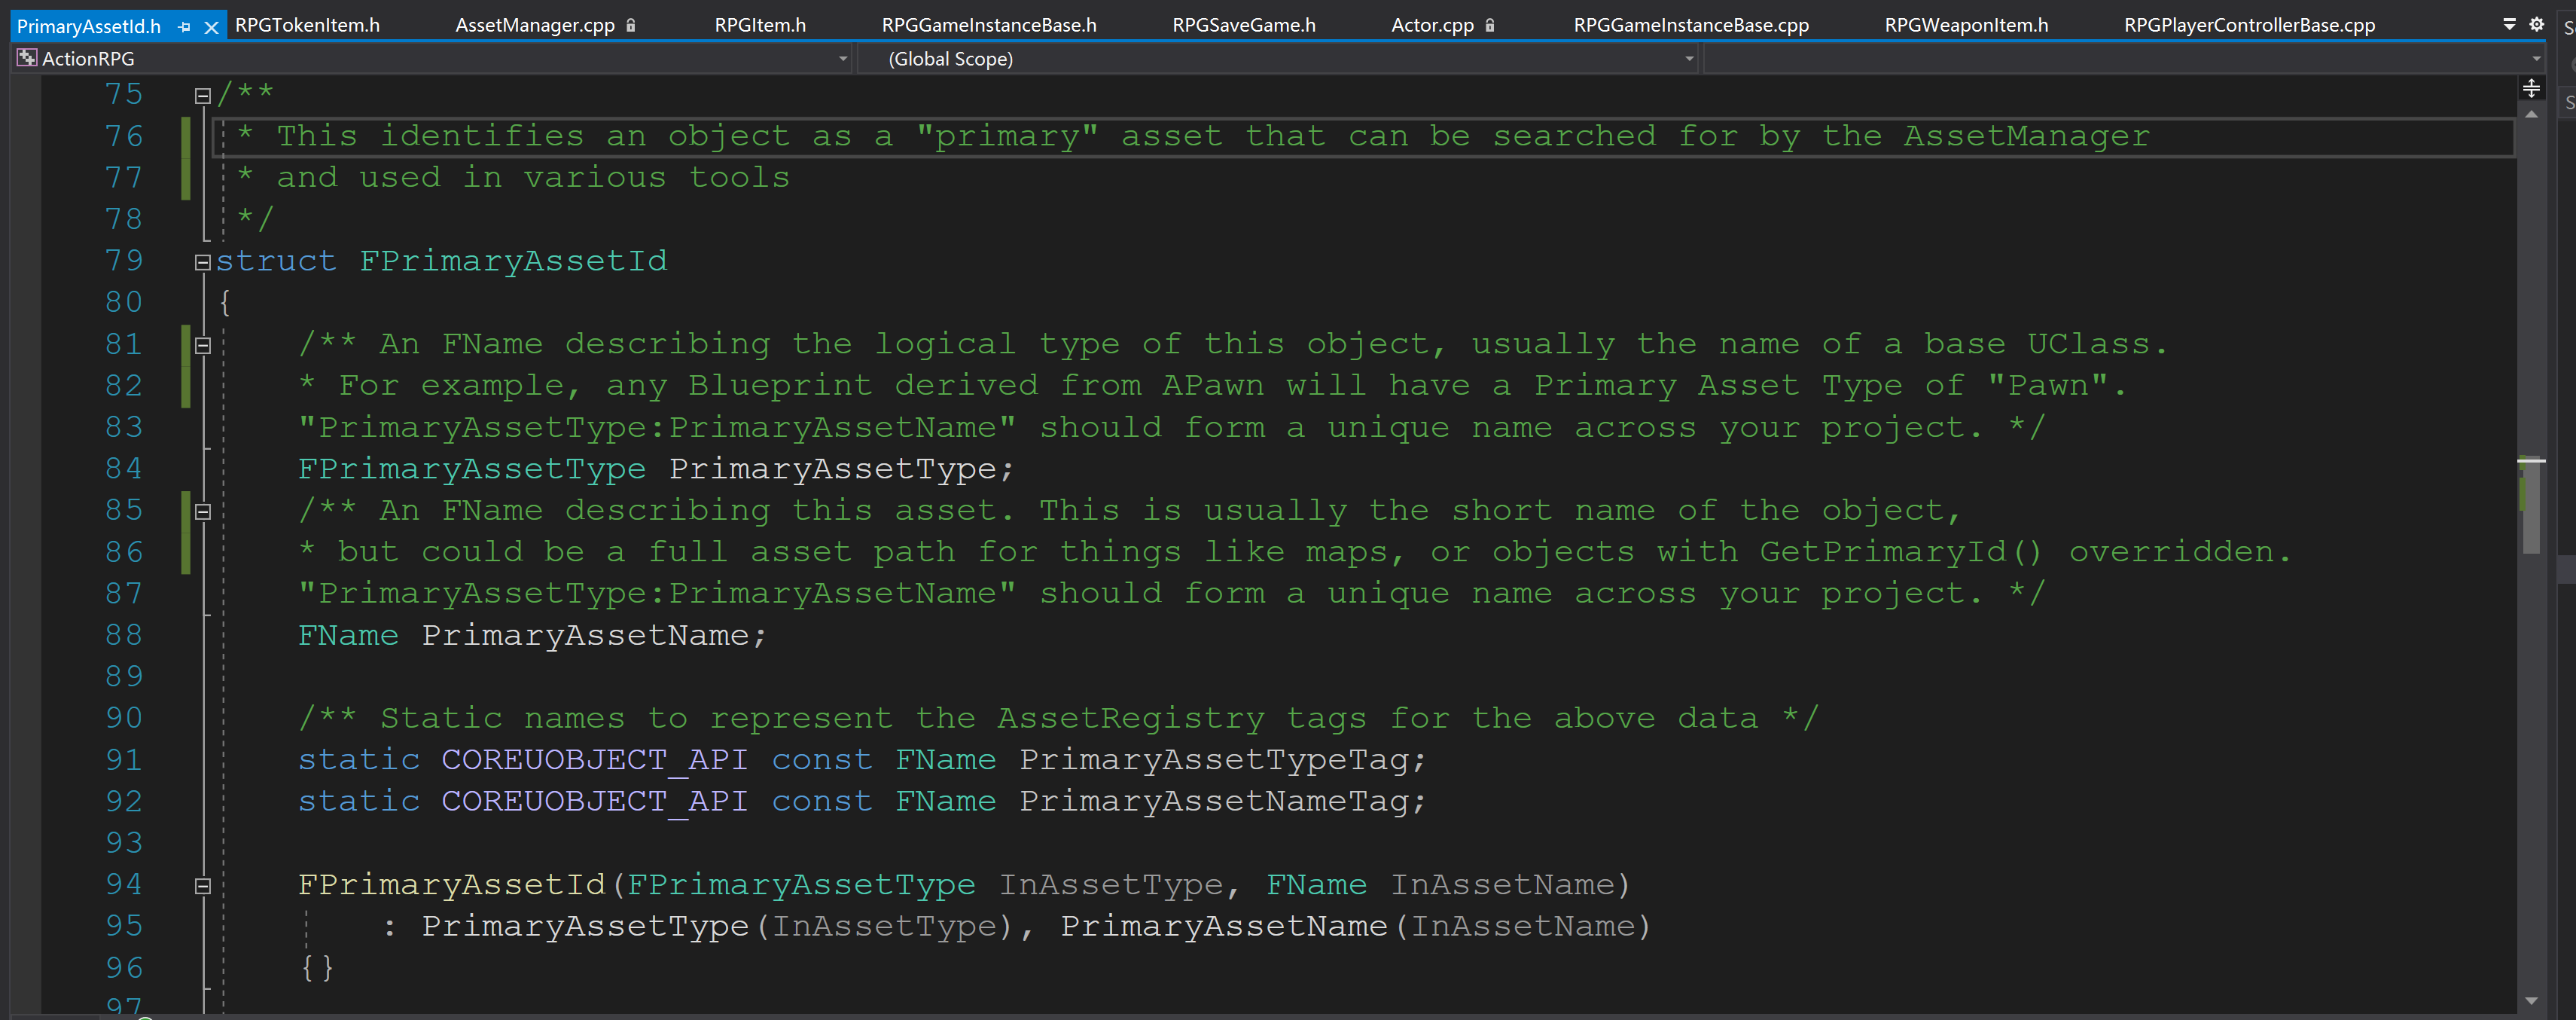 PrimaryAssetId.h RPGTokenItem.h AssetManager.cpp RPGItem.h RPGGameInstanceBase.h RPGSaveGame.h Actor.cpp RPGGameInstanceBase.cpp RPGWeaponItem.h RPGPlayerControllerBase.cpp
ActionRPG (Global Scope)
75 /**
76 * This identifies an object as a "primary" asset that can be searched for by the AssetManager
77 * and used in various tools
78 */
79 struct FPrimaryAssetId
80 {
81 /** An FName describing the logical type of this object, usually the name of a base UClass.
82 * For example, any Blueprint derived from APawn will have a Primary Asset Type of "Pawn".
83 "PrimaryAssetType:PrimaryAssetName" should form a unique name across your project. */
84 FPrimaryAssetType PrimaryAssetType;
85 /** An FName describing this asset. This is usually the short name of the object,
86 * but could be a full asset path for things like maps, or objects with GetPrimaryId() overridden.
87 "PrimaryAssetType:PrimaryAssetName" should form a unique name across your project. */
88 FName PrimaryAssetName;
89
90 /** Static names to represent the AssetRegistry tags for the above data */
91 static COREUOBJECT_API const FName PrimaryAssetTypeTag;
92 static COREUOBJECT_API const FName PrimaryAssetNameTag;
93
94 FPrimaryAssetId(FPrimaryAssetType InAssetType, FName InAssetName)
95 : PrimaryAssetType(InAssetType), PrimaryAssetName(InAssetName)
96 {}
97